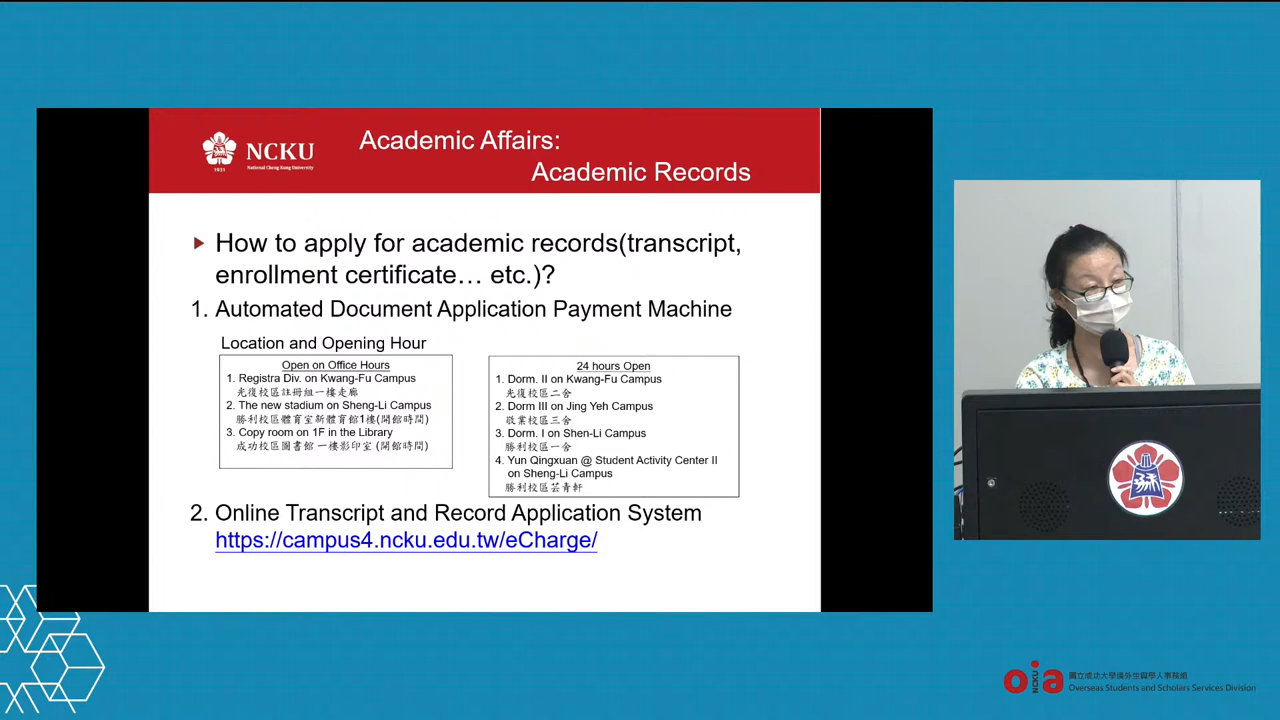 NCKU
National Cheng Kung University
1931
Academic Affairs:
Academic Records
How to apply for academic records(transcript,
enrollment certificate… etc.)?
1. Automated Document Application Payment Machine
Location and Opening Hour
Open on Office Hours
1. Registra Div. on Kwang-Fu Campus
光復校區註冊組一樓走廊
2. The new stadium on Sheng-Li Campus
勝利校區體育室新體育館1樓(開館時間)
3. Copy room on 1F in the Library
成功校區圖書館 一樓影印室 (開館時間)
24 hours Open
1. Dorm. II on Kwang-Fu Campus
光復校區二舍
2. Dorm III on Jing Yeh Campus
敬業校區三舍
3. Dorm. I on Shen-Li Campus
勝利校區一舍
4. Yun Qingxuan @ Student Activity Center II
on Sheng-Li Campus
勝利校區芸青軒
2. Online Transcript and Record Application System
https://campus4.ncku.edu.tw/eCharge/
NCKU
oia
國立成功大學境外生與學人事務組
Overseas Students and Scholars Services Division